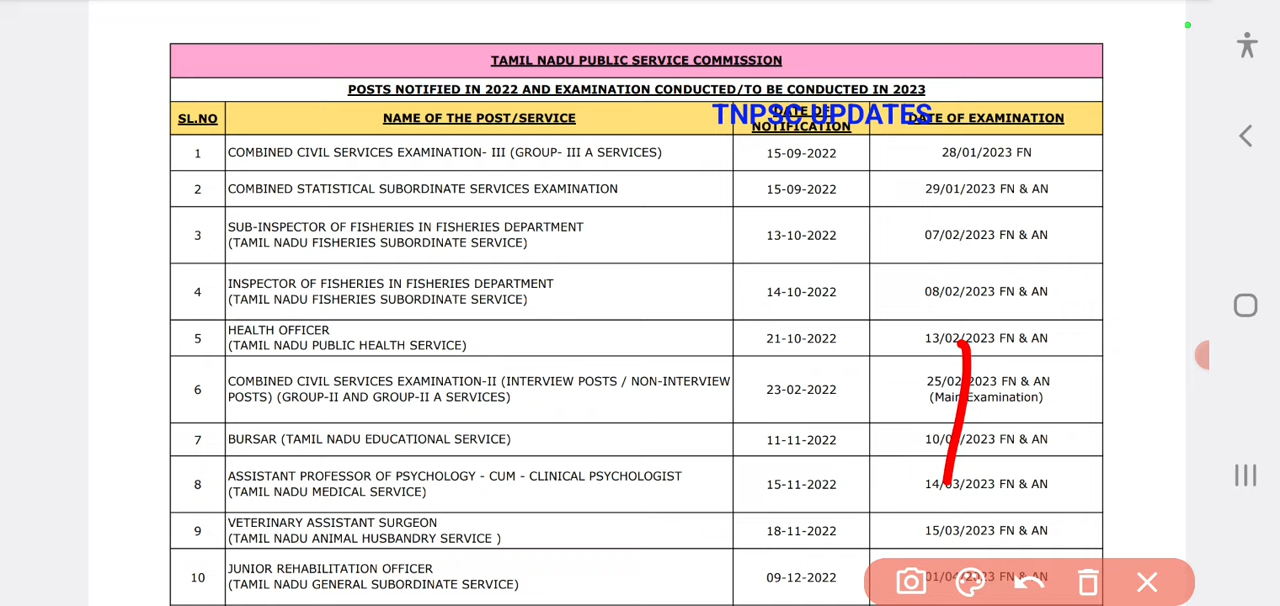 TAMIL NADU PUBLIC SERVICE COMMISSION
POSTS NOTIFIED IN 2022 AND EXAMINATION CONDUCTED/TO BE CONDUCTED IN 2023
TNPSC UPDATES
SL.NO NAME OF THE POST/SERVICE DATE OF NOTIFICATION DATE OF EXAMINATION
1 COMBINED CIVIL SERVICES EXAMINATION- III (GROUP- III A SERVICES) 15-09-2022 28/01/2023 FN
2 COMBINED STATISTICAL SUBORDINATE SERVICES EXAMINATION 15-09-2022 29/01/2023 FN & AN
3 SUB-INSPECTOR OF FISHERIES IN FISHERIES DEPARTMENT 13-10-2022 07/02/2023 FN & AN
(TAMIL NADU FISHERIES SUBORDINATE SERVICE)
4 INSPECTOR OF FISHERIES IN FISHERIES DEPARTMENT 14-10-2022 08/02/2023 FN & AN
(TAMIL NADU FISHERIES SUBORDINATE SERVICE)
5 HEALTH OFFICER 21-10-2022 13/02/2023 FN & AN
(TAMIL NADU PUBLIC HEALTH SERVICE)
6 COMBINED CIVIL SERVICES EXAMINATION-II (INTERVIEW POSTS / NON-INTERVIEW 23-02-2022 25/02/2023 FN & AN
POSTS) (GROUP-II AND GROUP-II A SERVICES) (Main Examination)
7 BURSAR (TAMIL NADU EDUCATIONAL SERVICE) 11-11-2022 FN & AN
8 ASSISTANT PROFESSOR OF PSYCHOLOGY - CUM - CLINICAL PSYCHOLOGIST 15-11-2022 14/03/2023 FN & AN
(TAMIL NADU MEDICAL SERVICE)
9 VETERINARY ASSISTANT SURGEON 18-11-2022 15/03/2023 FN & AN
(TAMIL NADU ANIMAL HUSBANDRY SERVICE )
10 JUNIOR REHABILITATION OFFICER 09-12-2022 FN & AN
(TAMIL NADU GENERAL SUBORDINATE SERVICE)